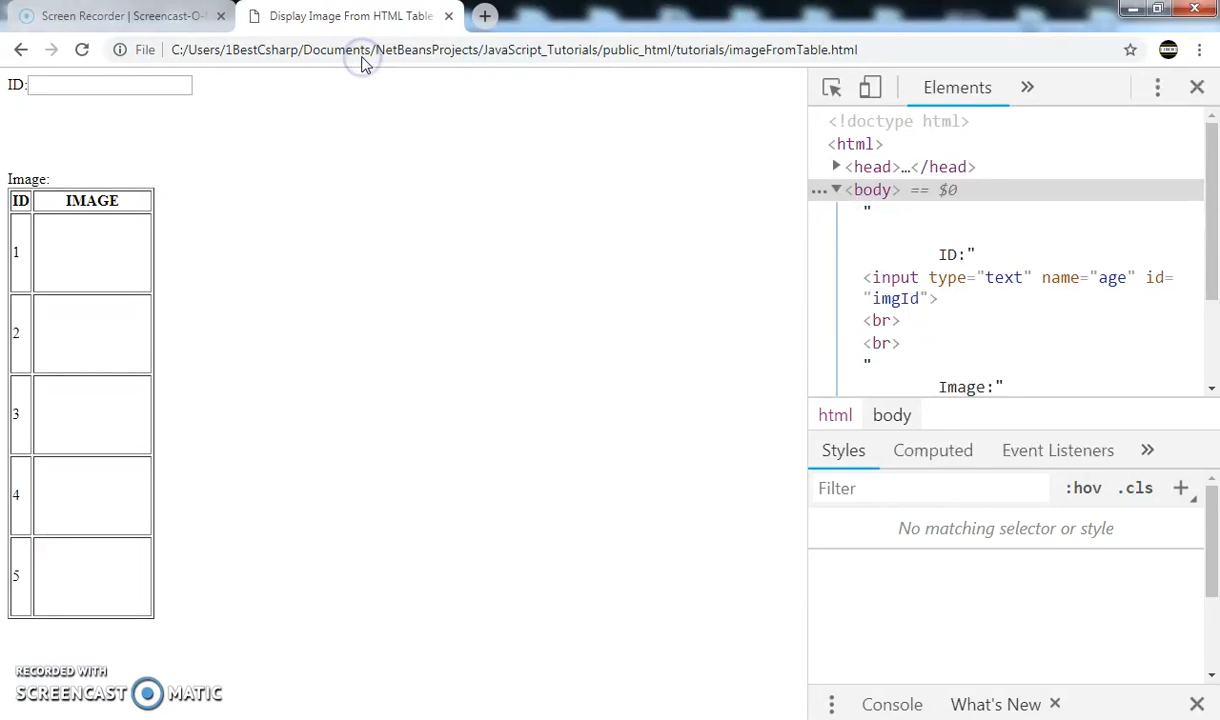 Screen Recorder | Screencast-O-
Display Image From HTML Table
File C:/Users/1BestCsharp/Documents/NetBeansProjects/JavaScript_Tutorials/public_html/tutorials/imageFromTable.html
ID:
Image:
ID IMAGE
1
2
3
4
5
RECORDED WITH
SCREENCAST MATIC
Elements »
<!doctype html>
<html>
<head>…</head>
… <body> == $0
"
ID:"
<input type="text" name="age" id=
"imgId">
<br>
<br>
"
Image:"
html body
Styles Computed Event Listeners »
Filter :hov .cls +
No matching selector or style
Console What's New